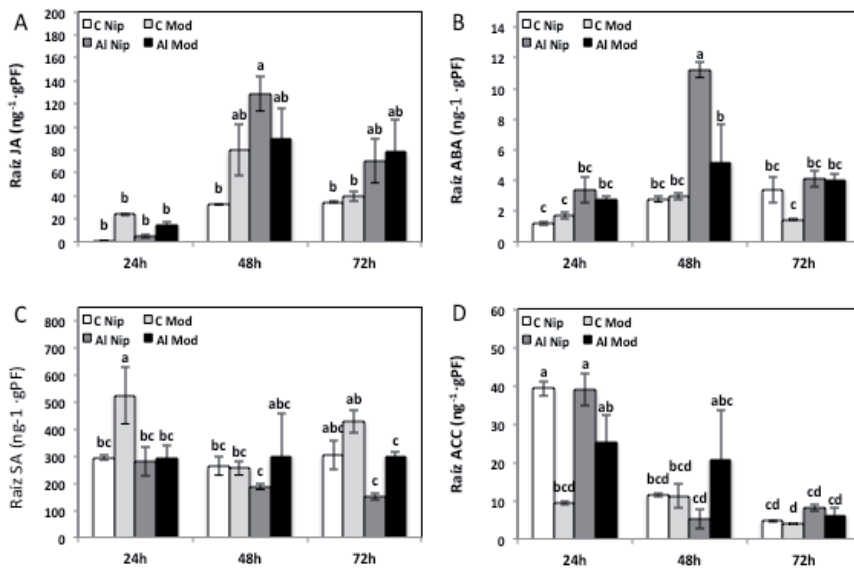 A
Raíz JA (ng⁻¹·gPF)
200
180
160
140
120
100
80
60
40
20
0
C Nip C Mod
Al Nip Al Mod
b b b b
b ab a ab
b b ab ab
24h 48h 72h
B
Raíz ABA (ng-1 ·gPF)
14
12
10
8
6
4
2
0
C Nip C Mod
Al Nip Al Mod
c c bc bc
bc bc a b
bc c bc bc
24h 48h 72h
C
Raíz SA (ng-1 ·gPF)
800
700
600
500
400
300
200
100
0
C Nip C Mod
Al Nip Al Mod
bc a bc bc
bc bc c abc
abc ab c c
24h 48h 72h
D
Raíz ACC (ng⁻¹·gPF)
60
50
40
30
20
10
0
C Nip C Mod
Al Nip Al Mod
a bcd a ab
bcd bcd cd abc
cd d cd cd
24h 48h 72h